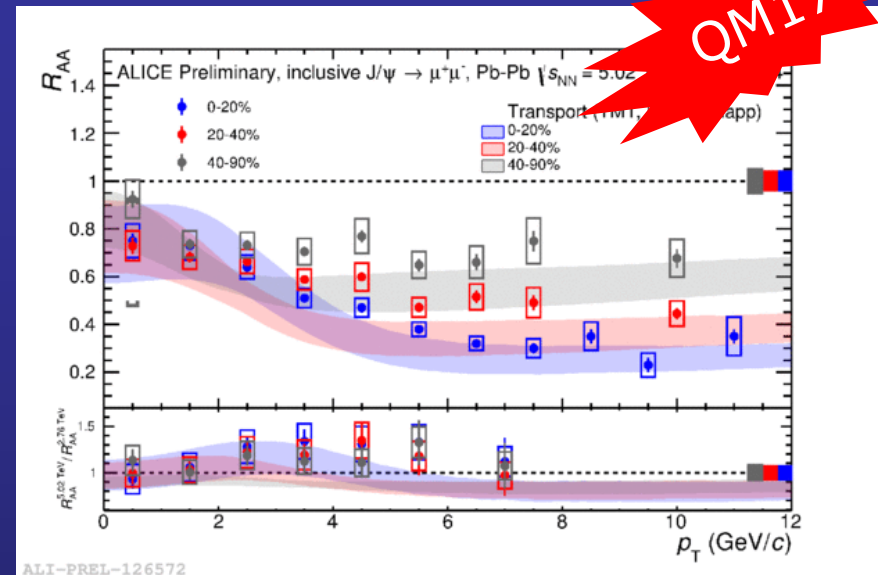 QM17
R_AA
ALICE Preliminary, inclusive J/ψ → μ⁺μ⁻, Pb-Pb √s_NN = 5.02
0-20%
20-40%
40-90%
Transport (TMT,
0-20%
20-40%
40-90%
1.4
1.2
1
0.8
0.6
0.4
0.2
R_AA^5.02 TeV/R_AA^2.76 TeV
1.5
1
0 2 4 6 8 10 12
p_T (GeV/c)
ALI-PREL-126572